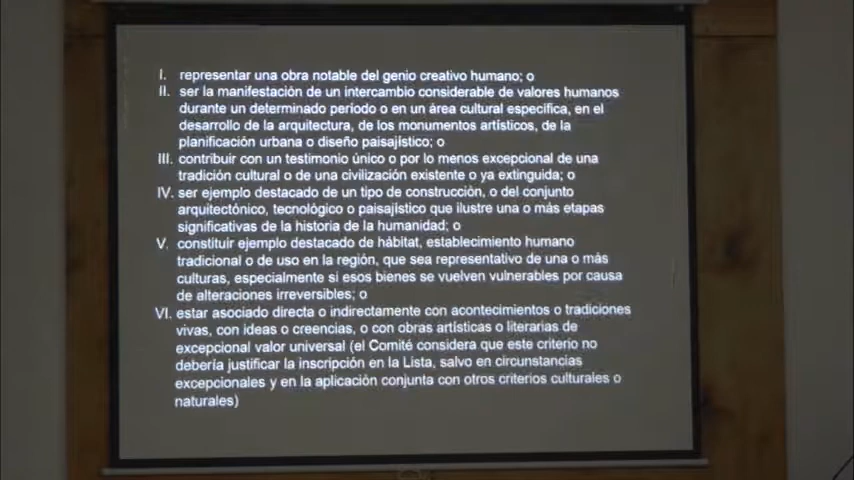 I. representar una obra notable del genio creativo humano; o
II. ser la manifestación de un intercambio considerable de valores humanos
durante un determinado período o en un área cultural específica, en el
desarrollo de la arquitectura, de los monumentos artísticos, de la
planificación urbana o diseño paisajístico; o
III. contribuir con un testimonio único o por lo menos excepcional de una
tradición cultural o de una civilización existente o ya extinguida; o
IV. ser ejemplo destacado de un tipo de construcción, o del conjunto
arquitectónico, tecnológico o paisajístico que ilustre una o más etapas
significativas de la historia de la humanidad; o
V. constituir ejemplo destacado de hábitat, establecimiento humano
tradicional o de uso en la región, que sea representativo de una o más
culturas, especialmente si esos bienes se vuelven vulnerables por causa
de alteraciones irreversibles; o
VI. estar asociado directa o indirectamente con acontecimientos o tradiciones
vivas, con ideas o creencias, o con obras artísticas o literarias de
excepcional valor universal (el Comité considera que este criterio no
debería justificar la inscripción en la Lista, salvo en circunstancias
excepcionales y en la aplicación conjunta con otros criterios culturales o
naturales)